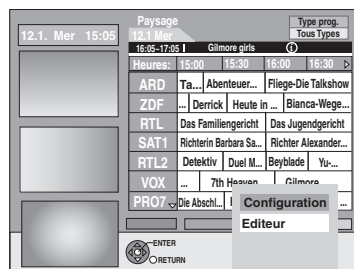 Paysage
Type prog.
12.1. Mer 15:05
12.1 Mer
Tous Types
16:05~17:05 Gilmore girls
Heures: 15:00 15:30 16:00 16:30
ARD Ta... Abenteuer... Fliege-Die Talkshow
ZDF ... Derrick Heute in ... Bianca-Wege...
RTL Das Familiengericht Das Jugendgericht
SAT1 Richterin Barbara Sa... Richter Alexander...
RTL2 Detektiv Duel M... Beyblade Yu-...
VOX ... 7th Heaven Gilmore
PRO7 Die Abschl...
Configuration
Editeur
ENTER
RETURN